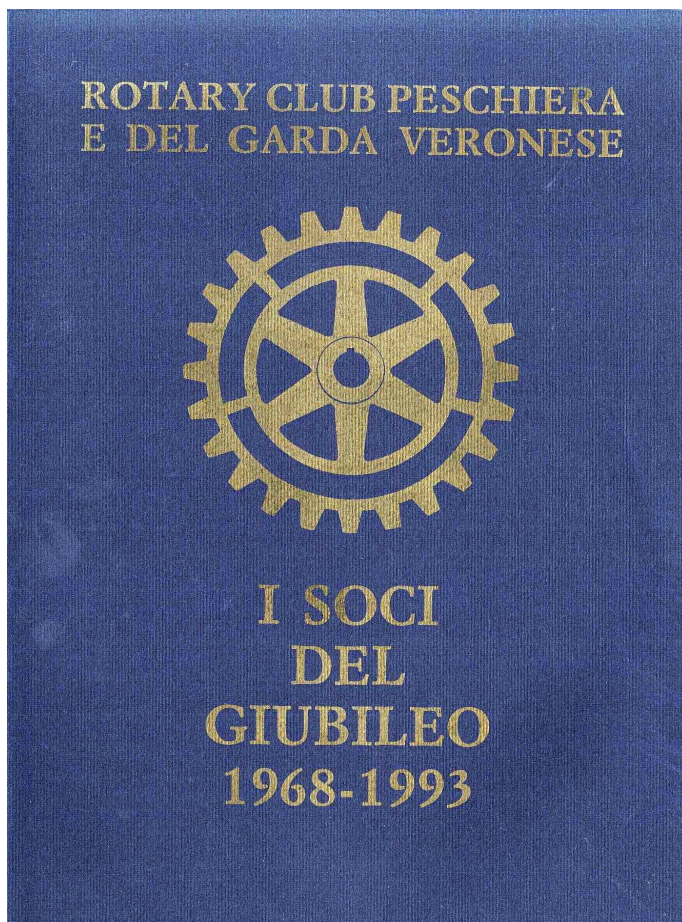 ROTARY CLUB PESCHIERA
E DEL GARDA VERONESE
I SOCI
DEL
GIUBILEO
1968-1993